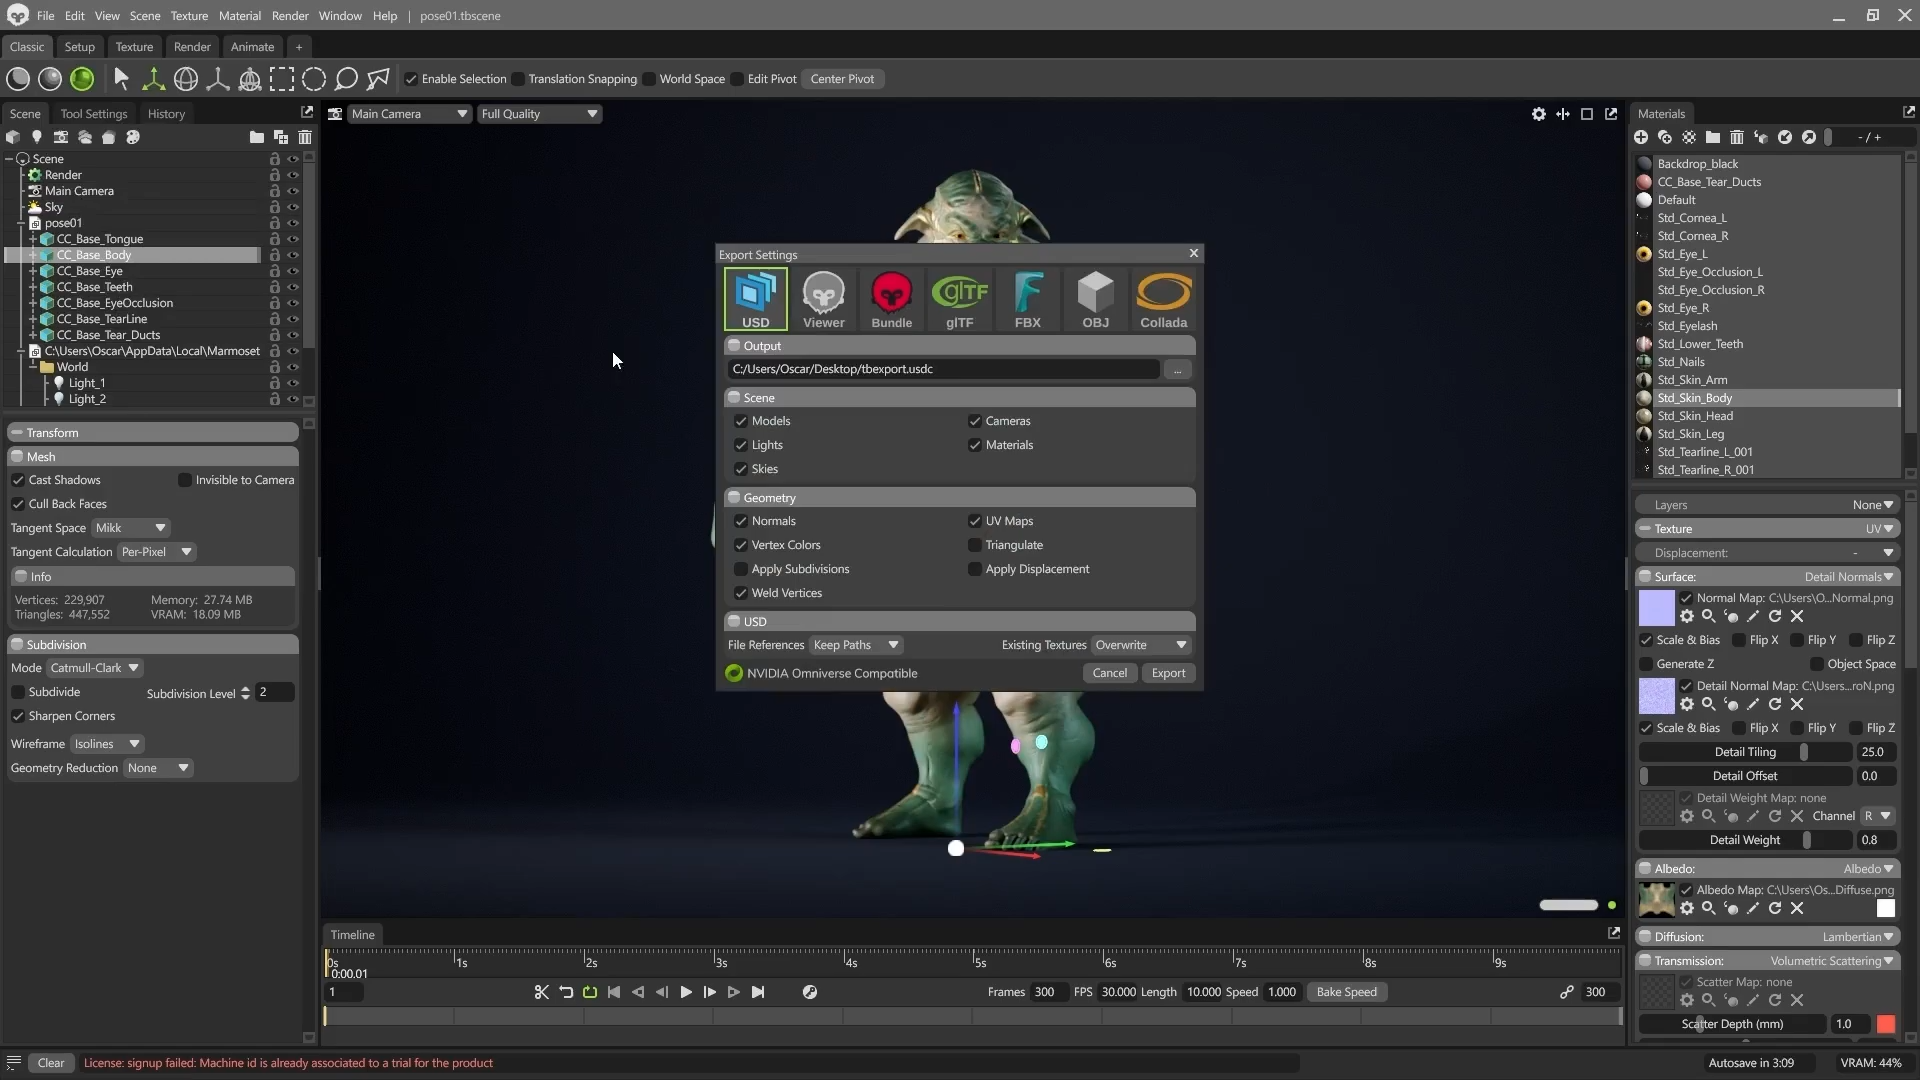 File Edit View Scene Texture Material Render Window Help | pose01.tbscene
Classic Setup Texture Render Animate +
Enable Selection Translation Snapping World Space Edit Pivot Center Pivot
Scene Tool Settings History
Scene
Render
Main Camera
Sky
pose01
CC_Base_Tongue
CC_Base_Body
CC_Base_Eye
CC_Base_Teeth
CC_Base_EyeOcclusion
CC_Base_TearLine
CC_Base_Tear_Ducts
C:\Users\Oscar\AppData\Local\Marmoset
World
Light_1
Light_2
Transform
Mesh
Cast Shadows Invisible to Camera
Cull Back Faces
Tangent Space Mikk
Tangent Calculation Per-Pixel
Info
Vertices: 229,907 Memory: 27.74 MB
Triangles: 447,552 VRAM: 18.09 MB
Subdivision
Mode Catmull-Clark
Subdivide Subdivision Level 2
Sharpen Corners
Wireframe Isolines
Geometry Reduction None
Main Camera Full Quality
Export Settings
USD Viewer Bundle glTF FBX OBJ Collada
Output
C:/Users/Oscar/Desktop/tbexport.usdc ...
Scene
Models Cameras
Lights Materials
Skies
Geometry
Normals UV Maps
Vertex Colors Triangulate
Apply Subdivisions Apply Displacement
Weld Vertices
USD
File References Keep Paths Existing Textures Overwrite
NVIDIA Omniverse Compatible Cancel Export
Timeline
0s 1s 2s 3s 4s 5s 6s 7s 8s 9s
0:00.01
1 Frames 300 FPS 30.000 Length 10.000 Speed 1.000 Bake Speed 300
Materials
- / +
Backdrop_black
CC_Base_Tear_Ducts
Default
Std_Cornea_L
Std_Cornea_R
Std_Eye_L
Std_Eye_Occlusion_L
Std_Eye_Occlusion_R
Std_Eye_R
Std_Eyelash
Std_Lower_Teeth
Std_Nails
Std_Skin_Arm
Std_Skin_Body
Std_Skin_Head
Std_Skin_Leg
Std_Tearline_L_001
Std_Tearline_R_001
Layers None
Texture UV
Displacement: -
Surface: Detail Normals
Normal Map: C:\Users\O...Normal.png
Scale & Bias Flip X Flip Y Flip Z
Generate Z Object Space
Detail Normal Map: C:\Users...roN.png
Scale & Bias Flip X Flip Y Flip Z
Detail Tiling 25.0
Detail Offset 0.0
Detail Weight Map: none
Channel R
Detail Weight 0.8
Albedo: Albedo
Albedo Map: C:\Users\Os...Diffuse.png
Diffusion: Lambertian
Transmission: Volumetric Scattering
Scatter Map: none
Scatter Depth (mm) 1.0
Clear License: signup failed: Machine id is already associated to a trial for the product Autosave in 3:09 VRAM: 44%